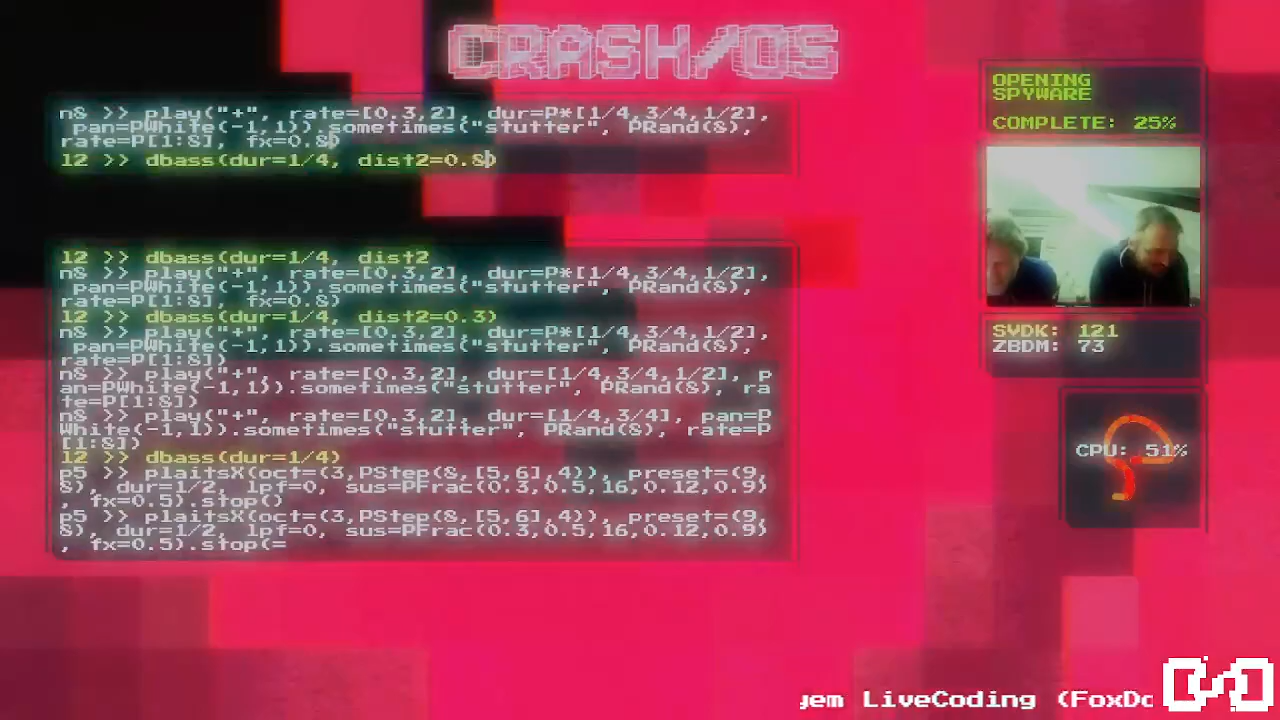 CRASH/OS
n8 >> play("+", rate=[0.3,2], dur=P*[1/4,3/4,1/2],
pan=PWhite(-1,1)).sometimes("stutter", PRand(8),
rate=P[1:8], fx=0.8)
l2 >> dbass(dur=1/4, dist2=0.8)
l2 >> dbass(dur=1/4, dist2
n8 >> play("+", rate=[0.3,2], dur=P*[1/4,3/4,1/2],
pan=PWhite(-1,1)).sometimes("stutter", PRand(8),
rate=P[1:8], fx=0.8)
l2 >> dbass(dur=1/4, dist2=0.3)
n8 >> play("+", rate=[0.3,2], dur=P*[1/4,3/4,1/2],
pan=PWhite(-1,1)).sometimes("stutter", PRand(8),
rate=P[1:8])
n8 >> play("+", rate=[0.3,2], dur=[1/4,3/4,1/2], p
an=PWhite(-1,1)).sometimes("stutter", PRand(8), ra
te=P[1:8])
n8 >> play("+", rate=[0.3,2], dur=[1/4,3/4], pan=P
White(-1,1)).sometimes("stutter", PRand(8), rate=P
[1:8])
l2 >> dbass(dur=1/4)
p5 >> plaitsX(oct=(3,PStep(8,[5,6],4)), preset=(9,
8), dur=1/2, lpf=0, sus=PFrac(0.3,0.5,16,0.12,0.9)
, fx=0.5).stop()
p5 >> plaitsX(oct=(3,PStep(8,[5,6],4)), preset=(9,
8), dur=1/2, lpf=0, sus=PFrac(0.3,0.5,16,0.12,0.9)
, fx=0.5).stop(=
OPENING
SPYWARE
COMPLETE: 25%
SVDK: 121
ZBDM: 73
CPU: 51%
yem LiveCoding (FoxDo